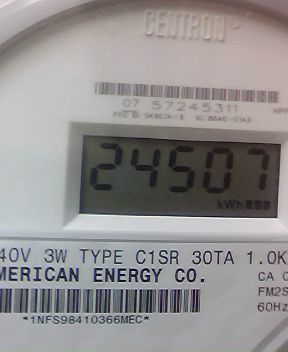 CENTRON®
07 57245311
24507
kWh
40V 3W TYPE C1SR 30TA 1.0K
MERICAN ENERGY CO.
CA 0
FM2S
60Hz
*1NFS98410366MEC*